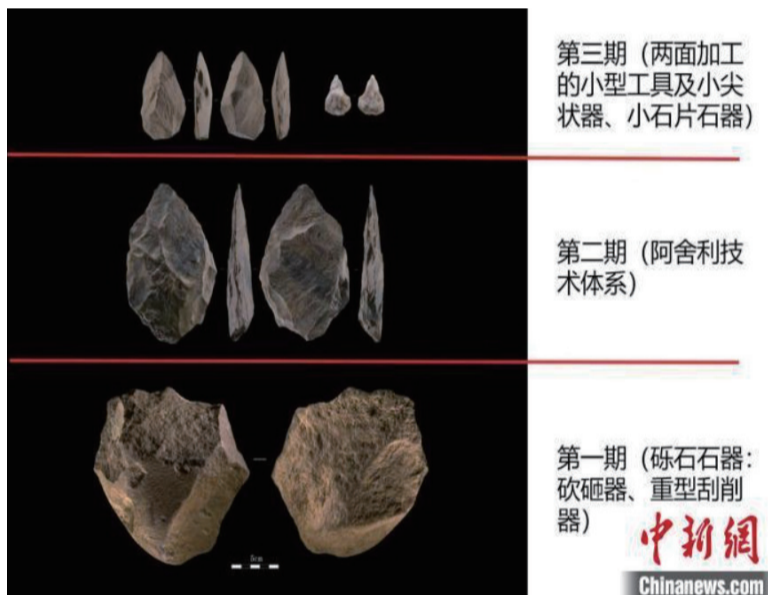 第三期（两面加工
的小型工具及小尖
状器、小石片石器）
第二期（阿舍利技
术体系）
第一期（砾石石器：
砍砸器、重型刮削
器）
5cm
中新網
Chinanews.com